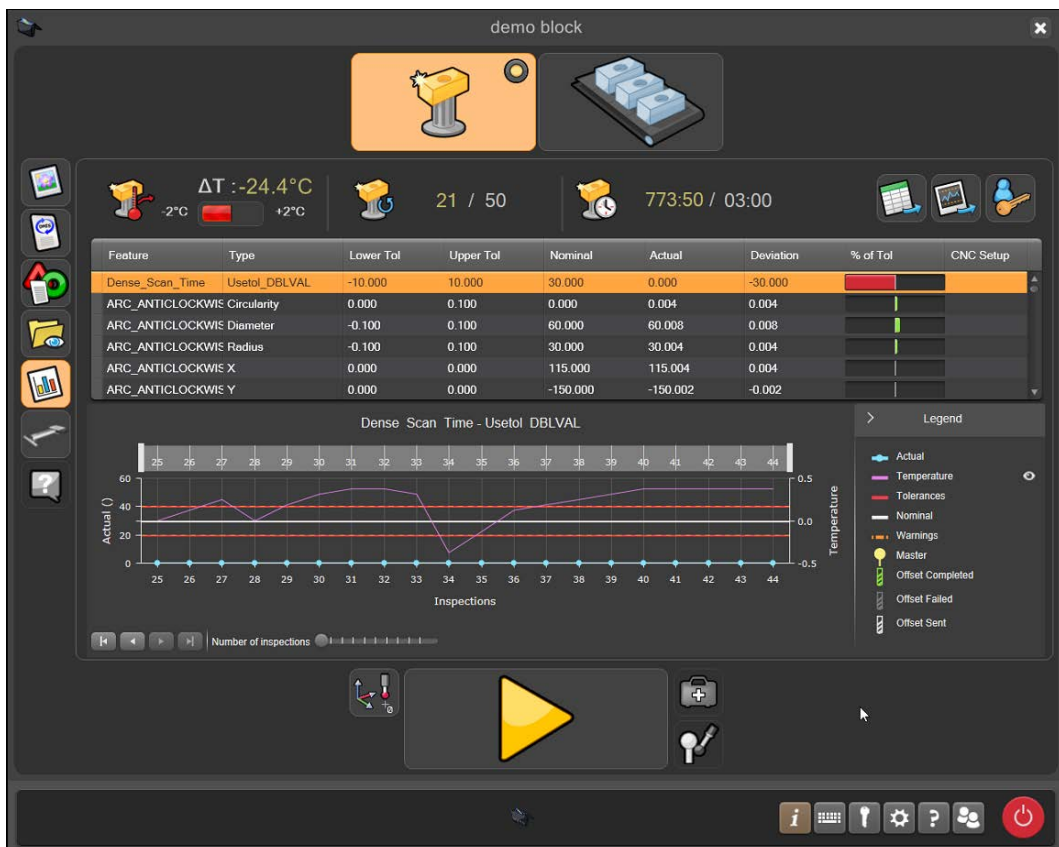 demo block
ΔT :-24.4°C
-2°C +2°C
21 / 50
773:50 / 03:00
Feature Type Lower Tol Upper Tol Nominal Actual Deviation % of Tol CNC Setup
Dense_Scan_Time Usetol_DBLVAL -10.000 10.000 30.000 0.000 -30.000
ARC_ANTICLOCKWIS Circularity 0.000 0.100 0.000 0.004 0.004
ARC_ANTICLOCKWIS Diameter -0.100 0.100 60.000 60.008 0.008
ARC_ANTICLOCKWIS Radius -0.100 0.100 30.000 30.004 0.004
ARC_ANTICLOCKWIS X 0.000 0.000 115.000 115.004 0.004
ARC_ANTICLOCKWIS Y 0.000 0.000 -150.000 -150.002 -0.002
Dense Scan Time - Usetol DBLVAL
25 26 27 28 29 30 31 32 33 34 35 36 37 38 39 40 41 42 43 44
60 0.5
40
0.0
20
0 -0.5
Actual ()
Temperature
25 26 27 28 29 30 31 32 33 34 35 36 37 38 39 40 41 42 43 44
Inspections
Number of inspections
Legend
Actual
Temperature
Tolerances
Nominal
Warnings
Master
Offset Completed
Offset Failed
Offset Sent